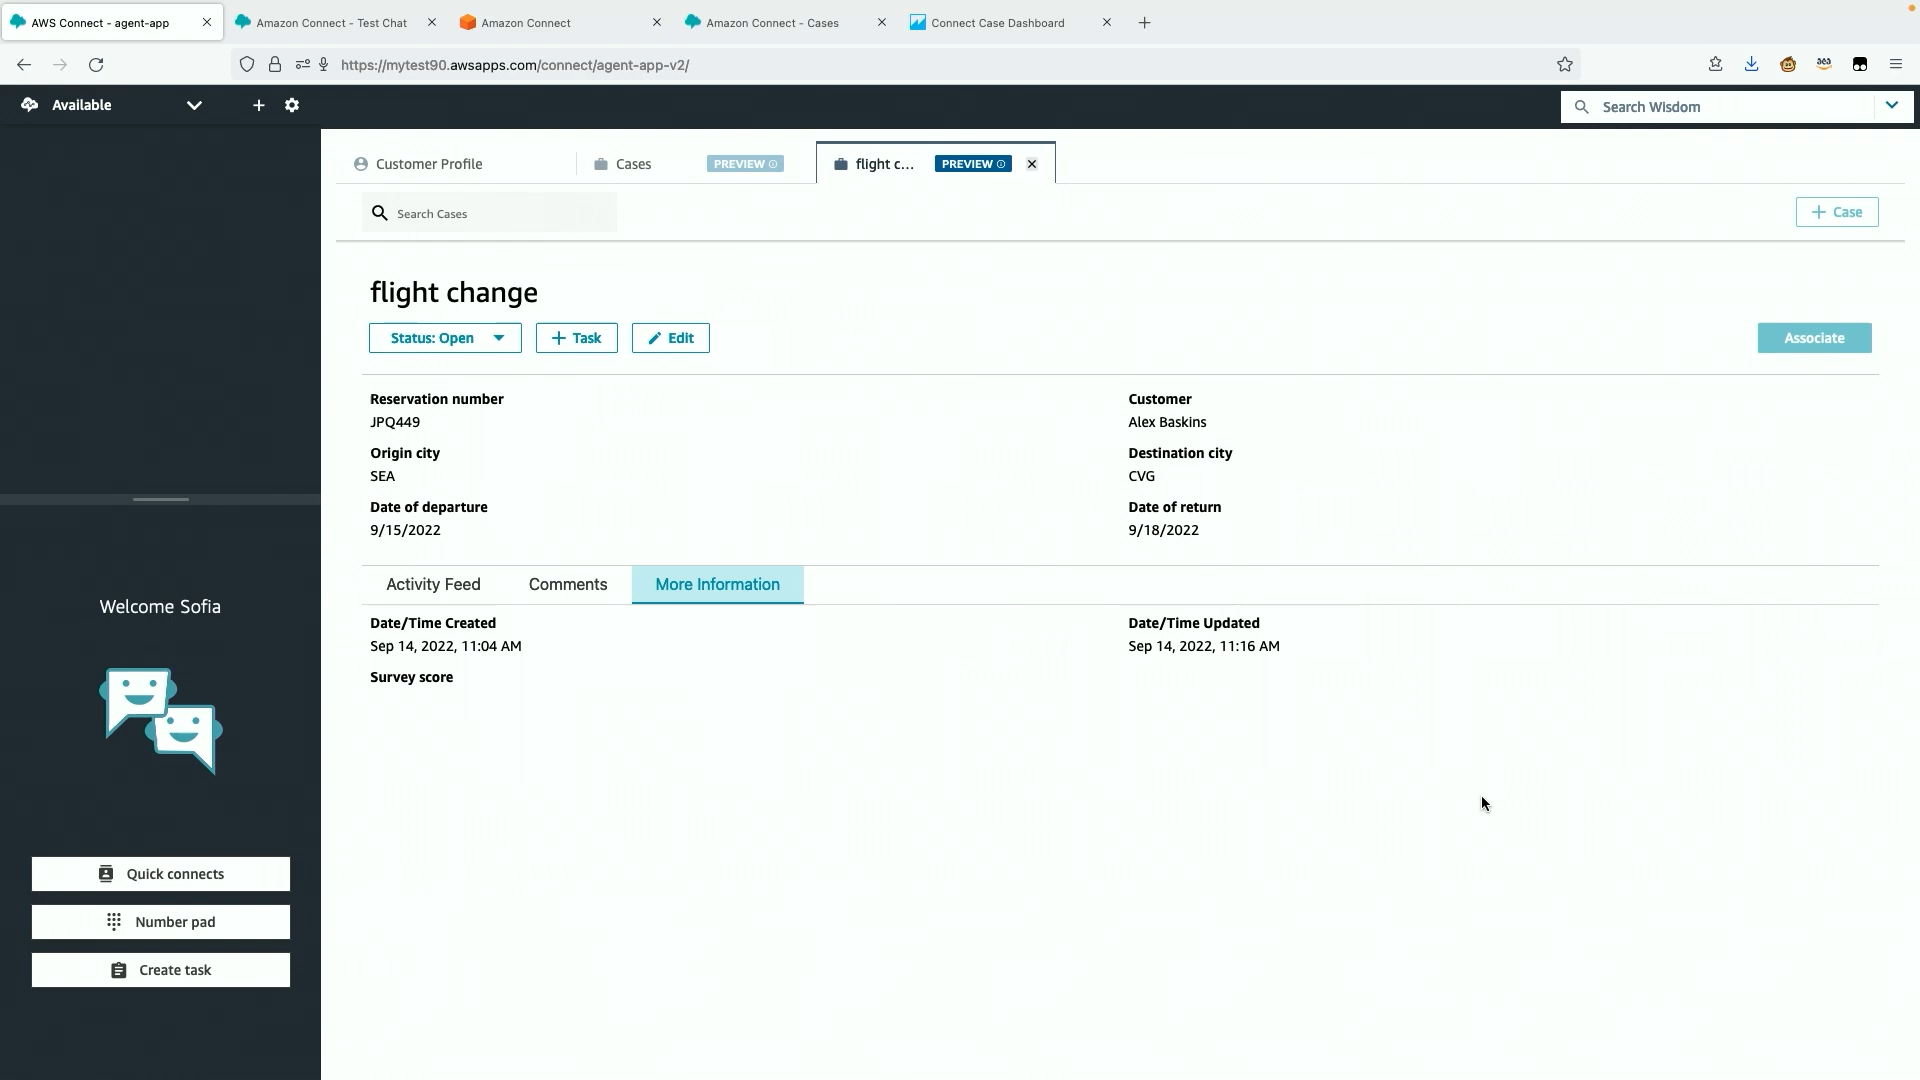 AWS Connect - agent-app
Amazon Connect - Test Chat
Amazon Connect
Amazon Connect - Cases
Connect Case Dashboard
https://mytest90.awsapps.com/connect/agent-app-v2/
Available
Search Wisdom
Customer Profile
Cases
PREVIEW
flight c...
PREVIEW
Search Cases
+ Case
flight change
Status: Open
+ Task
Edit
Associate
Reservation number
JPQ449
Customer
Alex Baskins
Origin city
SEA
Destination city
CVG
Date of departure
9/15/2022
Date of return
9/18/2022
Activity Feed
Comments
More Information
Date/Time Created
Sep 14, 2022, 11:04 AM
Date/Time Updated
Sep 14, 2022, 11:16 AM
Survey score
Welcome Sofia
Quick connects
Number pad
Create task